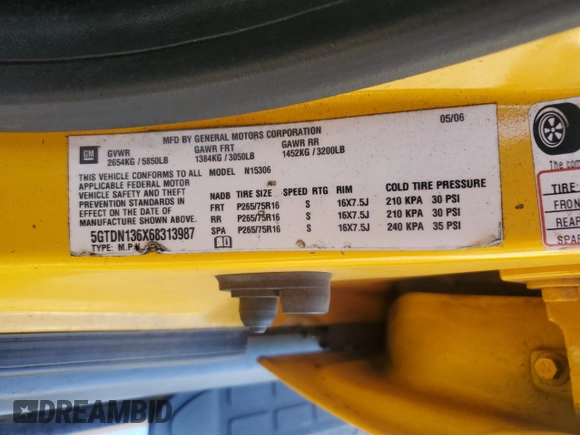 MFD BY GENERAL MOTORS CORPORATION 05/06
GM GVWR GAWR FRT GAWR RR
2654KG / 5850LB 1384KG / 3050LB 1452KG / 3200LB
THIS VEHICLE CONFORMS TO ALL
APPLICABLE FEDERAL MOTOR
VEHICLE SAFETY AND THEFT
PREVENTION STANDARDS IN
EFFECT ON THE DATE OF
MANUFACTURE SHOWN ABOVE.
5GTDN136X68313987
TYPE: M.P.
MODEL N15306
NADB TIRE SIZE SPEED RTG RIM COLD TIRE PRESSURE
FRT P265/75R16 S 16X7.5J 210 KPA 30 PSI
RR P265/75R16 S 16X7.5J 210 KPA 30 PSI
SPA P265/75R16 S 16X7.5J 240 KPA 35 PSI
The com
TIRE
FRON
REAR
SPAR
DREAMBID